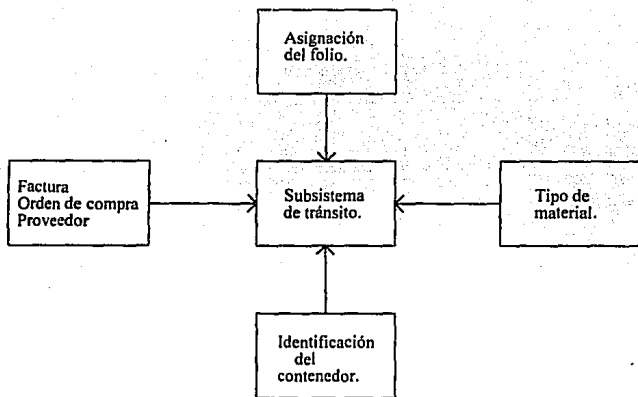 Asignación
del folio.
Factura
Orden de compra
Proveedor
Subsistema
de tránsito.
Tipo de
material.
Identificación
del
contenedor.